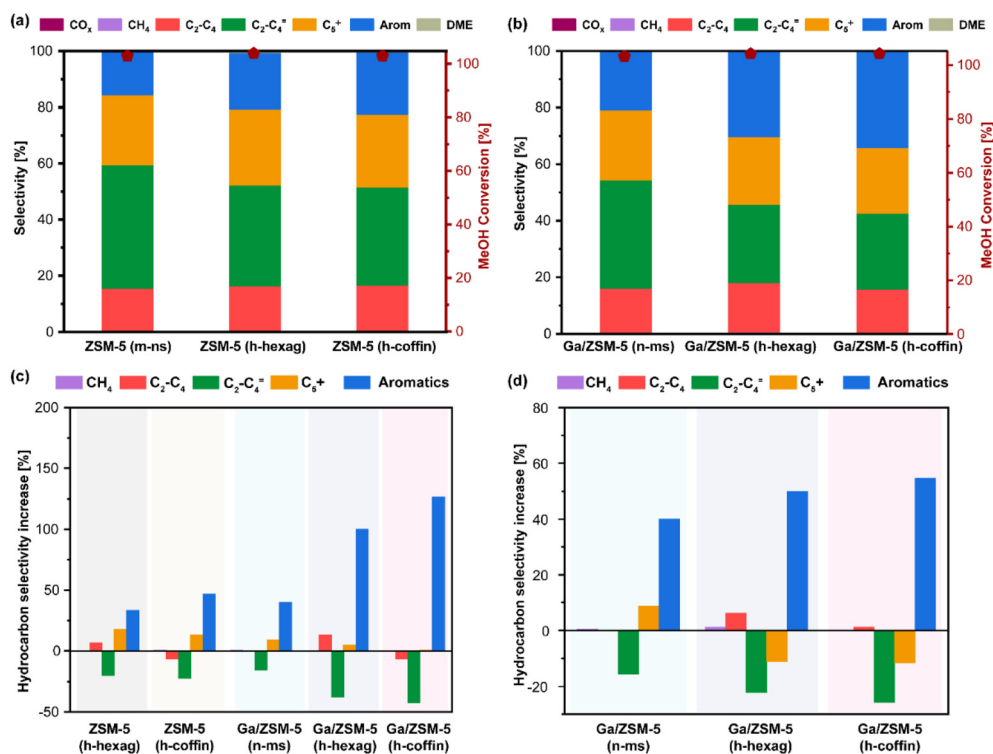 (a)
COx CH4 C2-C4 C2-C4= C5+ Arom DME
Selectivity [%]
100
80
60
40
20
0
100
80
60
40
20
0
MeOH Conversion [%]
ZSM-5 (m-ns) ZSM-5 (h-hexag) ZSM-5 (h-coffin)
(b)
COx CH4 C2-C4 C2-C4= C5+ Arom DME
Selectivity [%]
100
80
60
40
20
0
100
80
60
40
20
0
MeOH Conversion [%]
Ga/ZSM-5 (n-ms) Ga/ZSM-5 (h-hexag) Ga/ZSM-5 (h-coffin)
(c)
CH4 C2-C4 C2-C4= C5+ Aromatics
Hydrocarbon selectivity increase [%]
200
150
100
50
0
-50
ZSM-5 ZSM-5 Ga/ZSM-5 Ga/ZSM-5 Ga/ZSM-5
(h-hexag) (h-coffin) (n-ms) (h-hexag) (h-coffin)
(d)
CH4 C2-C4 C2-C4= C5+ Aromatics
Hydrocarbon selectivity increase [%]
80
60
40
20
0
-20
Ga/ZSM-5 Ga/ZSM-5 Ga/ZSM-5
(n-ms) (h-hexag) (h-coffin)